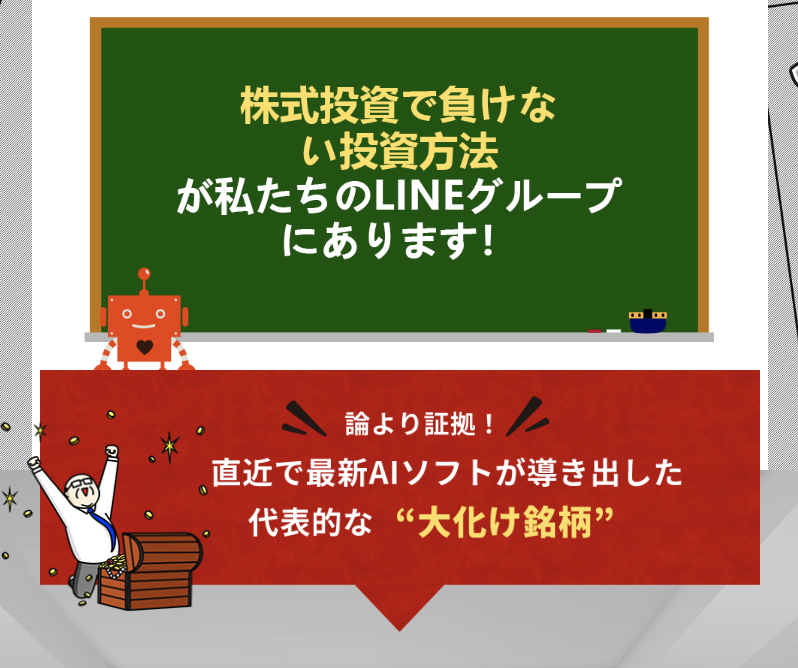 株式投資で負けな
い投資方法
が私たちのLINEグループ
にあります!
論より証拠！
直近で最新AIソフトが導き出した
代表的な “大化け銘柄”